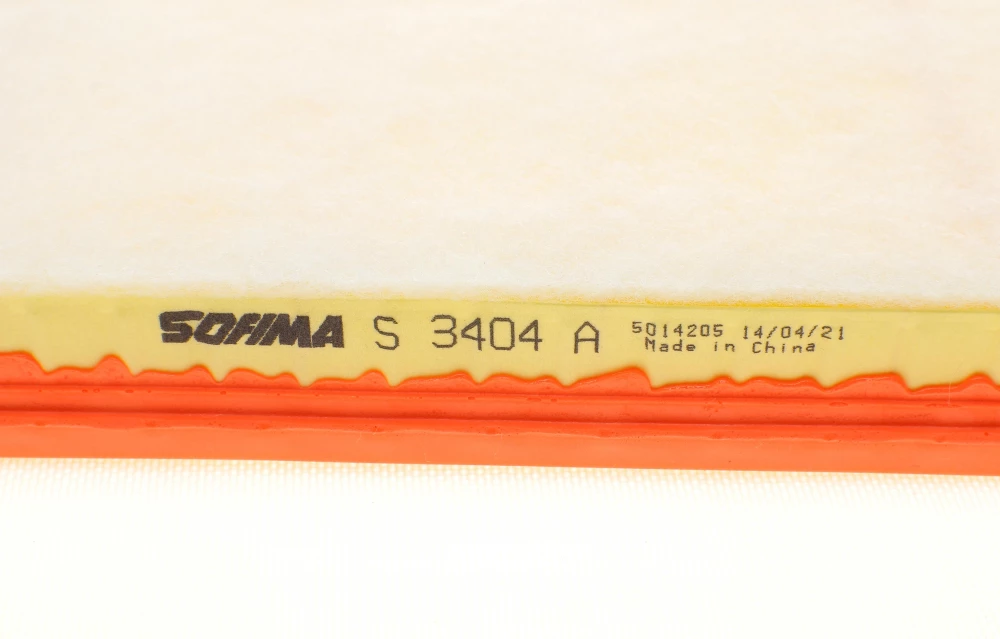 SOFIMA S 3404 A 5014205 14/04/21
Made in China